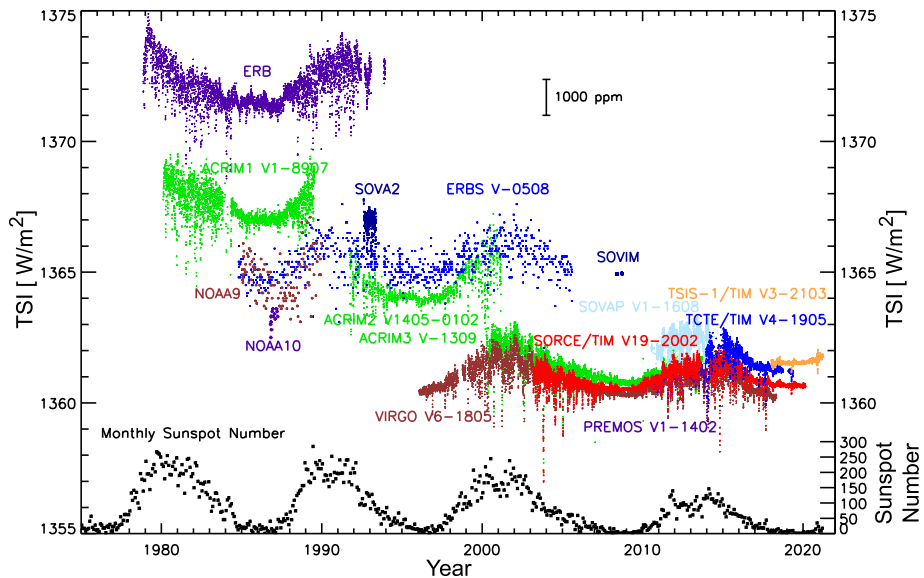 1375
1375
ERB
1000 ppm
1370
1370
ACRIM1 V1-8907
SOVA2
ERBS V-0508
TSI [ W/m2]
TSI [ W/m2]
SOVIM
1365
1365
NOAA9
TSIS-1/TIM V3-2103
SOVAP V1-1608
ACRIM2 V1405-0102
TCTE/TIM V4-1905
ACRIM3 V-1309
SORCE/TIM V19-2002
NOAA10
1360
1360
VIRGO V6-1805
PREMOS V1-1402
Monthly Sunspot Number
300
250
200
150
100
50
0
Sunspot
Number
1355
1980
1990
2000
2010
2020
Year